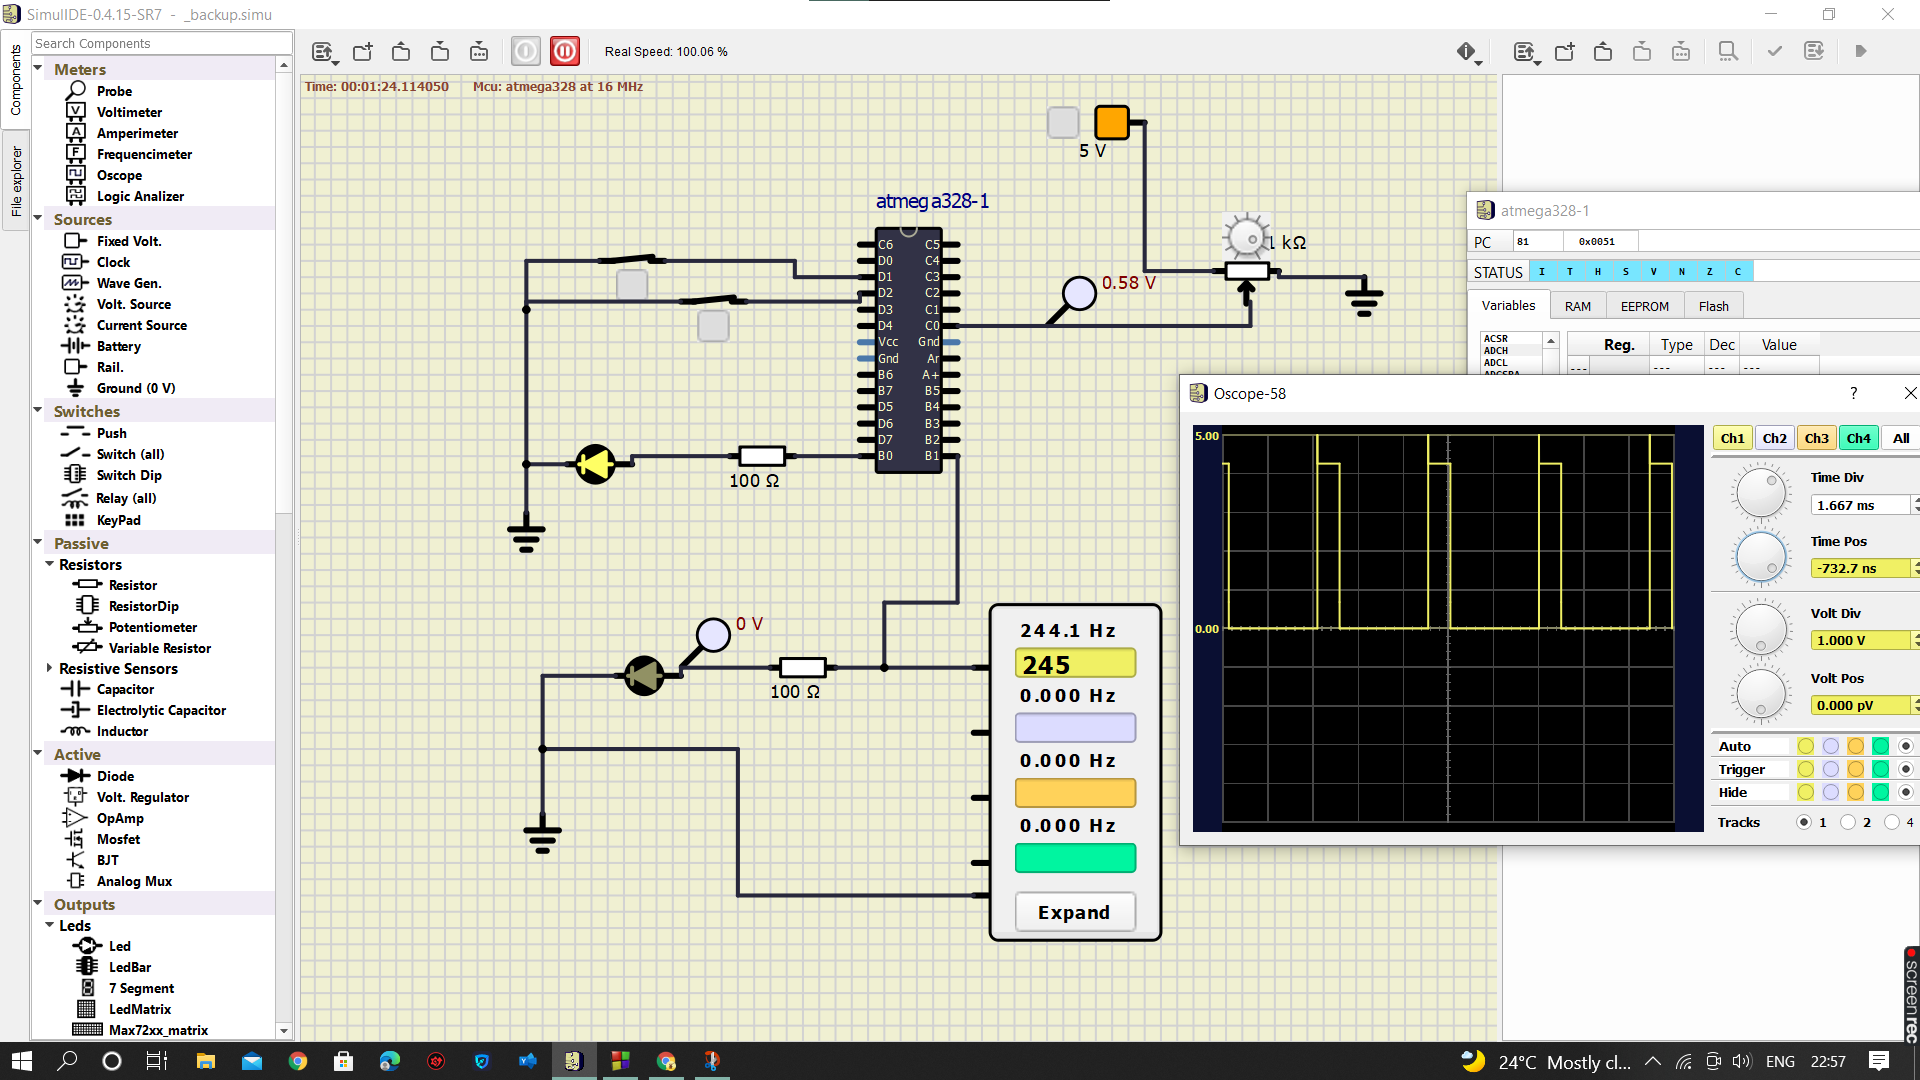 SimulIDE-0.4.15-SR7 - _backup.simu
Components
File explorer
Search Components
Meters
Probe
Voltimeter
Amperimeter
Frequencimeter
Oscope
Logic Analizer
Sources
Fixed Volt.
Clock
Wave Gen.
Volt. Source
Current Source
Battery
Rail.
Ground (0 V)
Switches
Push
Switch (all)
Switch Dip
Relay (all)
KeyPad
Passive
Resistors
Resistor
ResistorDip
Potentiometer
Variable Resistor
Resistive Sensors
Capacitor
Electrolytic Capacitor
Inductor
Active
Diode
Volt. Regulator
OpAmp
Mosfet
BJT
Analog Mux
Outputs
Leds
Led
LedBar
7 Segment
LedMatrix
Max72xx_matrix
Real Speed: 100.06 %
Time: 00:01:24.114050 Mcu: atmega328 at 16 MHz
5 V
atmega328-1
C6 C5
D0 C4
D1 C3
D2 C2
D3 C1
D4 C0
Vcc Gnd
Gnd Ar
B6 A+
B7 B5
D5 B4
D6 B3
D7 B2
B0 B1
1 kΩ
0.58 V
100 Ω
0 V
100 Ω
244.1 Hz
245
0.000 Hz
0.000 Hz
0.000 Hz
Expand
atmega328-1
PC 81 0x0051
STATUS I T H S V N Z C
Variables RAM EEPROM Flash
ACSR
ADCH
ADCL
Reg. Type Dec Value
--- --- --- ---
Oscope-58
?
5.00
0.00
Ch1 Ch2 Ch3 Ch4 All
Time Div
1.667 ms
Time Pos
-732.7 ns
Volt Div
1.000 V
Volt Pos
0.000 pV
Auto
Trigger
Hide
Tracks 1 2 4
screenrec
24°C Mostly cl... ENG 22:57